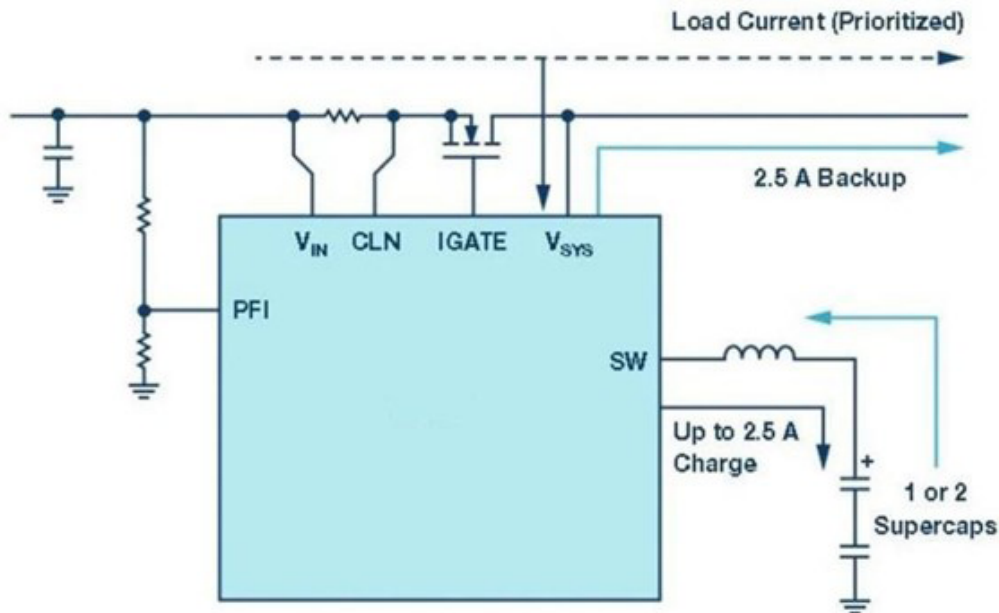 Load Current (Prioritized)
2.5 A Backup
VIN CLN IGATE VSYS
PFI
SW
Up to 2.5 A
Charge
+
1 or 2
Supercaps